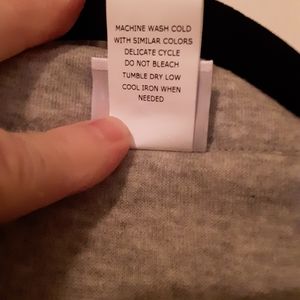 MACHINE WASH COLD
WITH SIMILAR COLORS
DELICATE CYCLE
DO NOT BLEACH
TUMBLE DRY LOW
COOL IRON WHEN
NEEDED